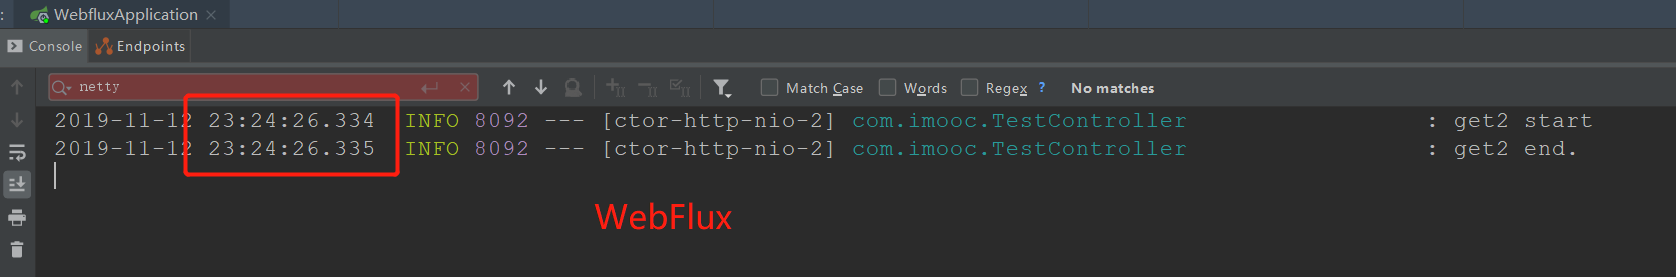 : WebfluxApplication ×
Console Endpoints
netty Match Case Words Regex ? No matches
2019-11-12 23:24:26.334 INFO 8092 --- [ctor-http-nio-2] com.imooc.TestController : get2 start
2019-11-12 23:24:26.335 INFO 8092 --- [ctor-http-nio-2] com.imooc.TestController : get2 end.
WebFlux